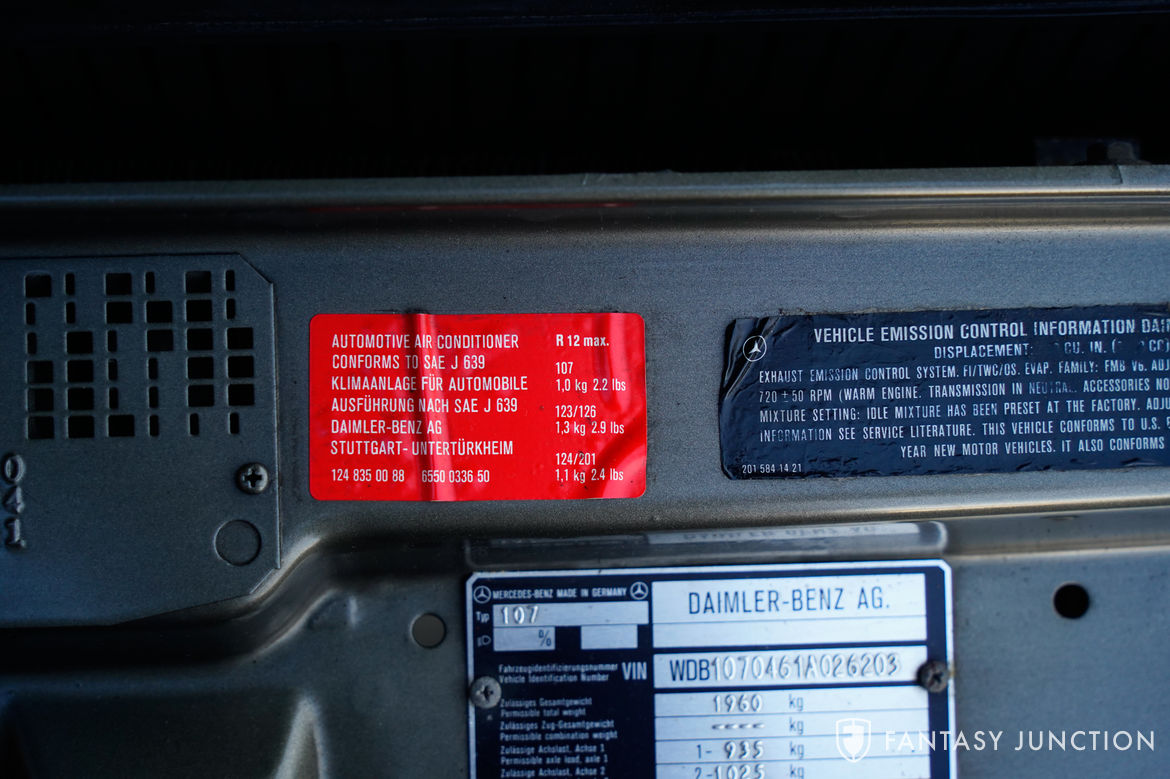 AUTOMOTIVE AIR CONDITIONER
CONFORMS TO SAE J 639
KLIMAANLAGE FÜR AUTOMOBILE
AUSFÜHRUNG NACH SAE J 639
DAIMLER-BENZ AG
STUTTGART- UNTERTÜRKHEIM
124 835 00 88 6550 0336 50
R 12 max.
107
1,0 kg 2.2 lbs
123/126
1,3 kg 2.9 lbs
124/201
1,1 kg 2.4 lbs
VEHICLE EMISSION CONTROL INFORMATION DAI
DISPLACEMENT: CU. IN. ( CC)
EXHAUST EMISSION CONTROL SYSTEM. FI/TWC/OS. EVAP. FAMILY: FMB V6. ADJ
720 ± 50 RPM (WARM ENGINE. TRANSMISSION IN NEUTRAL. ACCESSORIES NO
MIXTURE SETTING: IDLE MIXTURE HAS BEEN PRESET AT THE FACTORY. ADJU
INFORMATION SEE SERVICE LITERATURE. THIS VEHICLE CONFORMS TO U.S.
YEAR NEW MOTOR VEHICLES. IT ALSO CONFORMS
201 584 14 21
041
MERCEDES-BENZ MADE IN GERMANY
Typ 107
%
DAIMLER-BENZ AG.
Fahrzeugidentifizierungsnummer
Vehicle Identification Number
VIN
WDB1070461A026203
Zulässiges Gesamtgewicht
Permissible total weight
1960 kg
Zulässiges Zug-Gesamtgewicht
Permissible combination weight
---- kg
Zulässige Achslast, Achse 1
Permissible axle load, axle 1
1- 935 kg
Zulässige Achslast, Achse 2
2-1025 kg
FANTASY JUNCTION